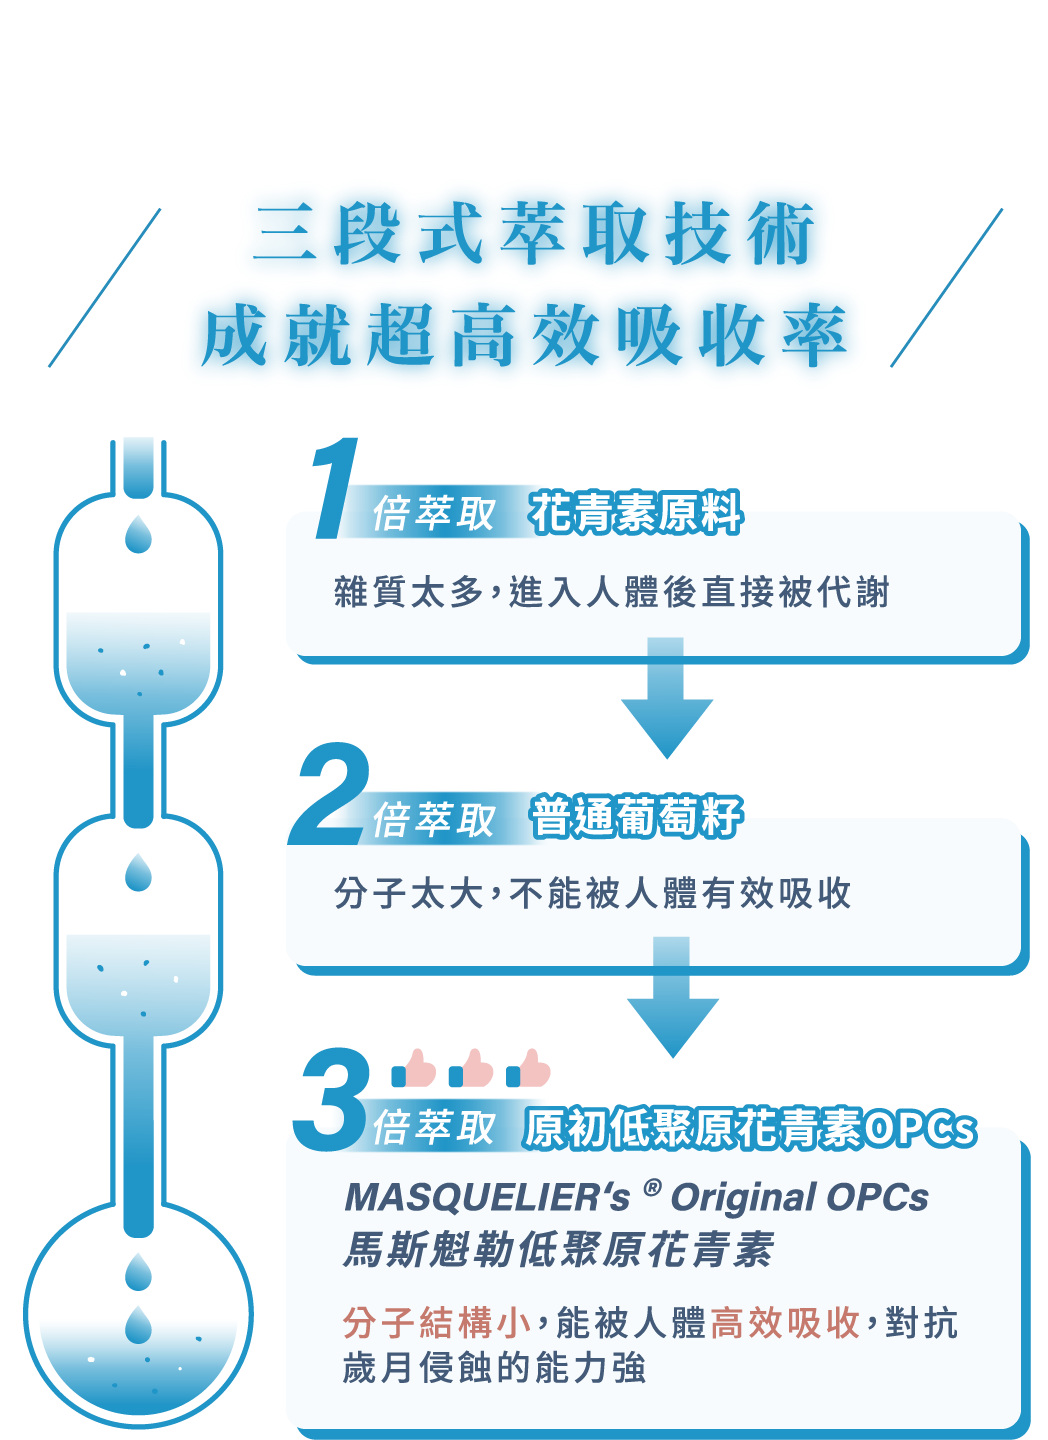 三段式萃取技術
成就超高效吸收率
1倍萃取 花青素原料
雜質太多，進入人體後直接被代謝
2倍萃取 普通葡萄籽
分子太大，不能被人體有效吸收
3倍萃取 原初低聚原花青素OPCs
MASQUELIER‘s ® Original OPCs
馬斯魁勒低聚原花青素
分子結構小，能被人體高效吸收，對抗
歲月侵蝕的能力強